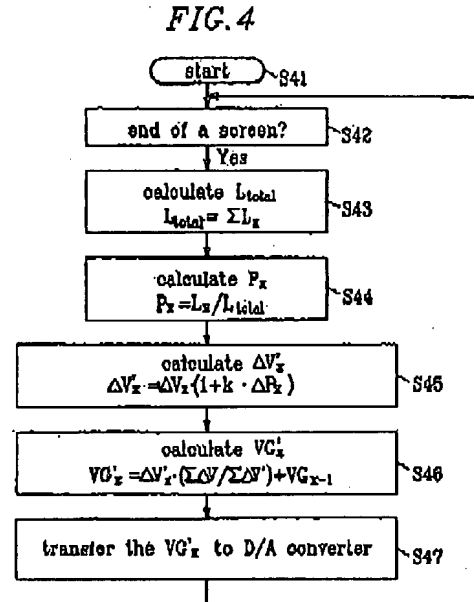 FIG. 4
start
S41
end of a screen?
S42
Yes
calculate L_total
L_total = ΣL_x
S43
calculate P_x
P_x = L_x/L_total
S44
calculate ΔV'_x
ΔV'_x = ΔV_x (1+k · ΔP_x)
S45
calculate VG'_x
VG'_x = ΔV'_x · (ΣΔV/ΣΔV') + VG_x-1
S46
transfer the VG'_x to D/A converter
S47